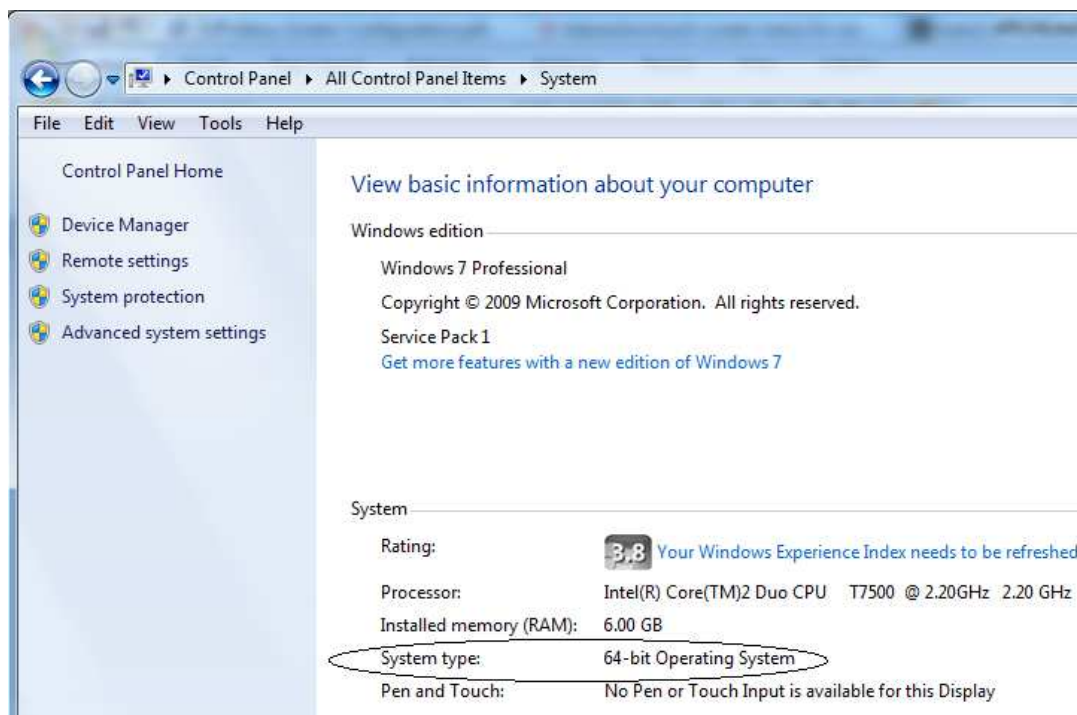 Control Panel ▸ All Control Panel Items ▸ System
File Edit View Tools Help
Control Panel Home
Device Manager
Remote settings
System protection
Advanced system settings
View basic information about your computer
Windows edition
Windows 7 Professional
Copyright © 2009 Microsoft Corporation. All rights reserved.
Service Pack 1
Get more features with a new edition of Windows 7
System
Rating: 3.8 Your Windows Experience Index needs to be refreshed
Processor: Intel(R) Core(TM)2 Duo CPU T7500 @ 2.20GHz 2.20 GHz
Installed memory (RAM): 6.00 GB
System type: 64-bit Operating System
Pen and Touch: No Pen or Touch Input is available for this Display